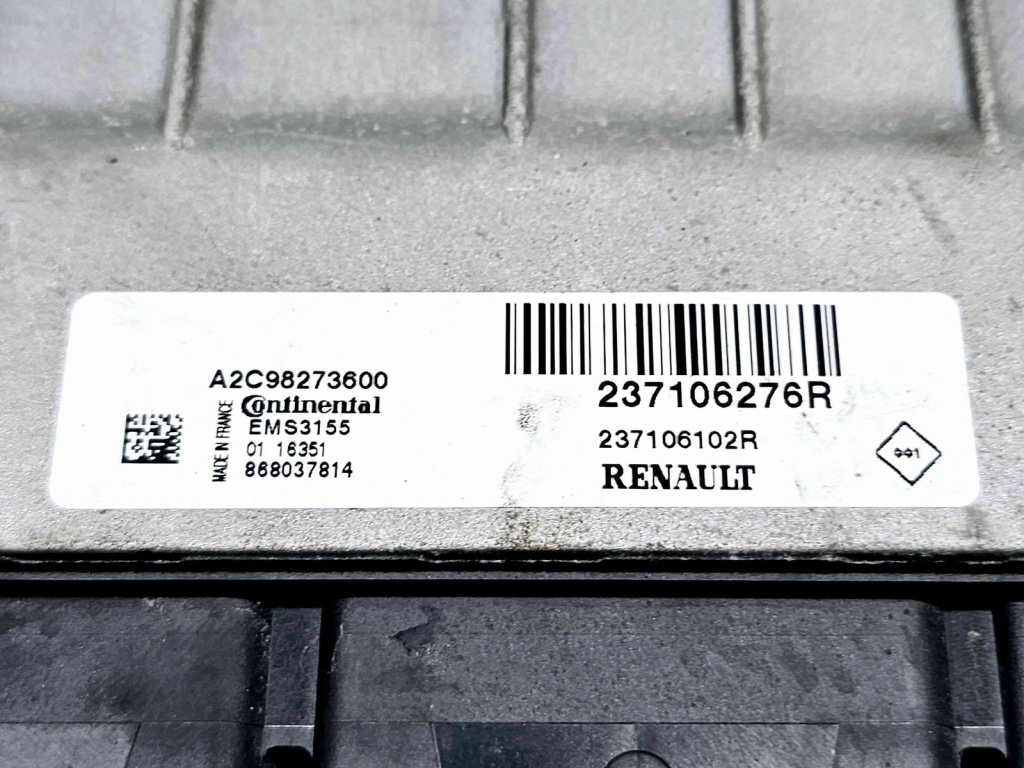 A2C98273600
Continental
EMS3155
01 16351
868037814
MADE IN FRANCE
237106276R
237106102R
RENAULT